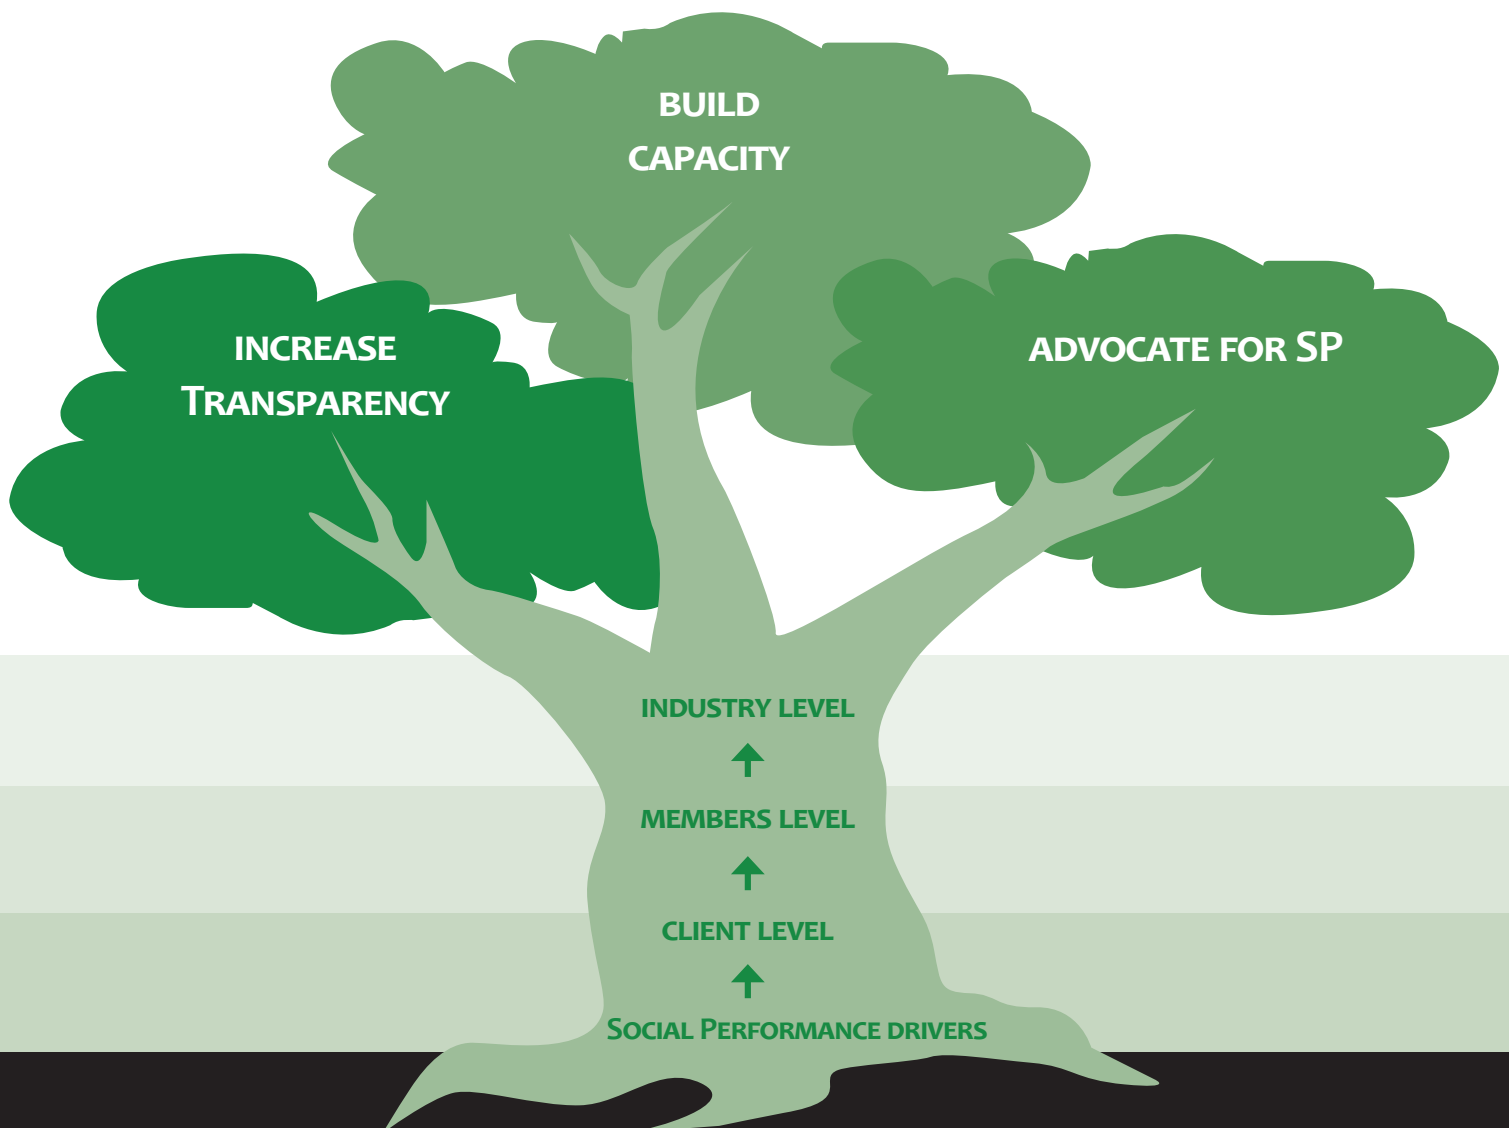 BUILD
CAPACITY
INCREASE
TRANSPARENCY
ADVOCATE FOR SP
INDUSTRY LEVEL
MEMBERS LEVEL
CLIENT LEVEL
SOCIAL PERFORMANCE DRIVERS